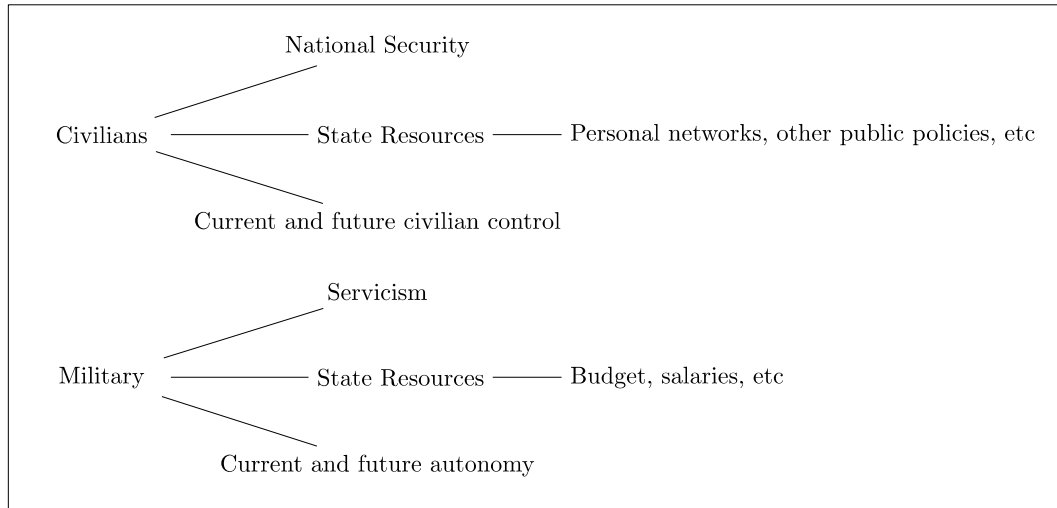 National Security
Civilians
State Resources
Personal networks, other public policies, etc
Current and future civilian control
Servicism
Military
State Resources
Budget, salaries, etc
Current and future autonomy